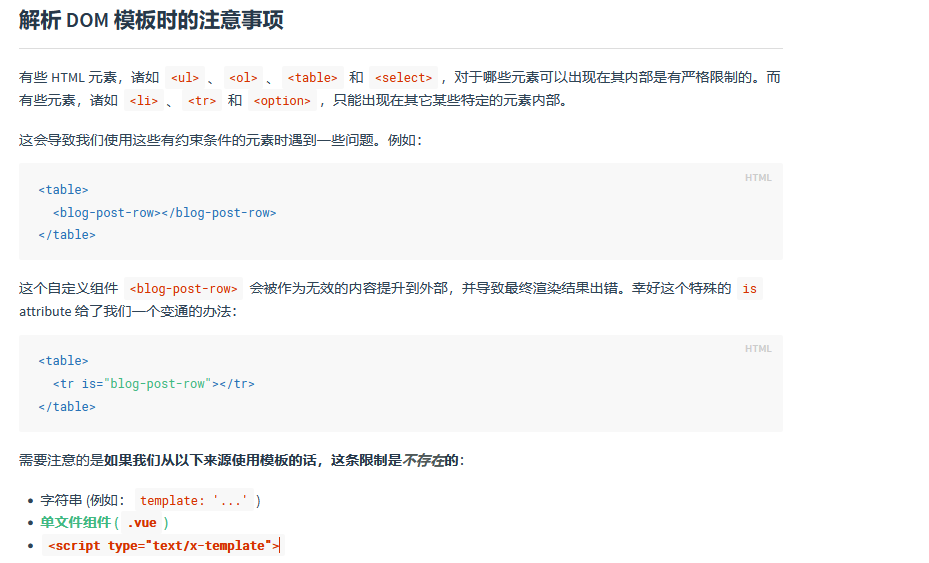 解析 DOM 模板时的注意事项
有些 HTML 元素，诸如 <ul> 、 <ol> 、 <table> 和 <select> ，对于哪些元素可以出现在其内部是有严格限制的。而
有些元素，诸如 <li> 、 <tr> 和 <option> ，只能出现在其它某些特定的元素内部。
这会导致我们使用这些有约束条件的元素时遇到一些问题。例如：
HTML
<table>
  <blog-post-row></blog-post-row>
</table>
这个自定义组件 <blog-post-row> 会被作为无效的内容提升到外部，并导致最终渲染结果出错。幸好这个特殊的 is
attribute 给了我们一个变通的办法：
HTML
<table>
  <tr is="blog-post-row"></tr>
</table>
需要注意的是如果我们从以下来源使用模板的话，这条限制是不存在的：
• 字符串 (例如： template: '...' )
• 单文件组件 ( .vue )
• <script type="text/x-template">